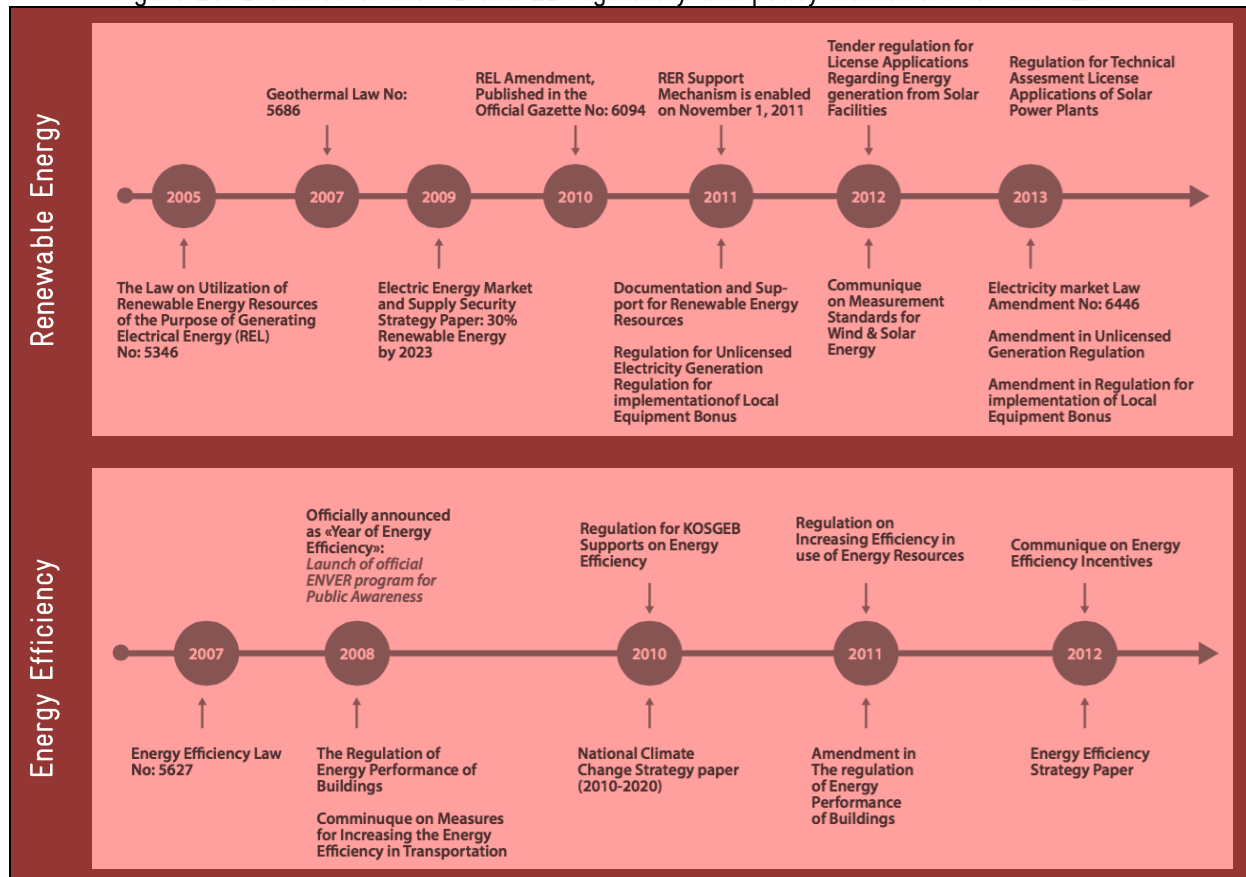 Renewable Energy
Geothermal Law No:
5686
REL Amendment,
Published in the
Official Gazette No: 6094
RER Support
Mechanism is enabled
on November 1, 2011
Tender regulation for
License Applications
Regarding Energy
generation from Solar
Facilities
Regulation for Technical
Assesment License
Applications of Solar
Power Plants
2005
2007
2009
2010
2011
2012
2013
The Law on Utilization of
Renewable Energy Resources
of the Purpose of Generating
Electrical Energy (REL)
No: 5346
Electric Energy Market
and Supply Security
Strategy Paper: 30%
Renewable Energy
by 2023
Documentation and Sup-
port for Renewable Energy
Resources
Regulation for Unlicensed
Electricity Generation
Regulation for
implementationof Local
Equipment Bonus
Communique
on Measurement
Standards for
Wind & Solar
Energy
Electricity market Law
Amendment No: 6446
Amendment in Unlicensed
Generation Regulation
Amendment in Regulation for
implementation of Local
Equipment Bonus
Energy Efficiency
Officially announced
as «Year of Energy
Efficiency»:
Launch of official
ENVER program for
Public Awareness
Regulation for KOSGEB
Supports on Energy
Efficiency
Regulation on
Increasing Efficiency in
use of Energy Resources
Communique on Energy
Efficiency Incentives
2007
2008
2010
2011
2012
Energy Efficiency Law
No: 5627
The Regulation of
Energy Performance of
Buildings
Comminuque on Measures
for Increasing the Energy
Efficiency in Transportation
National Climate
Change Strategy paper
(2010-2020)
Amendment in
The regulation
of Energy
Performance
of Buildings
Energy Efficiency
Strategy Paper